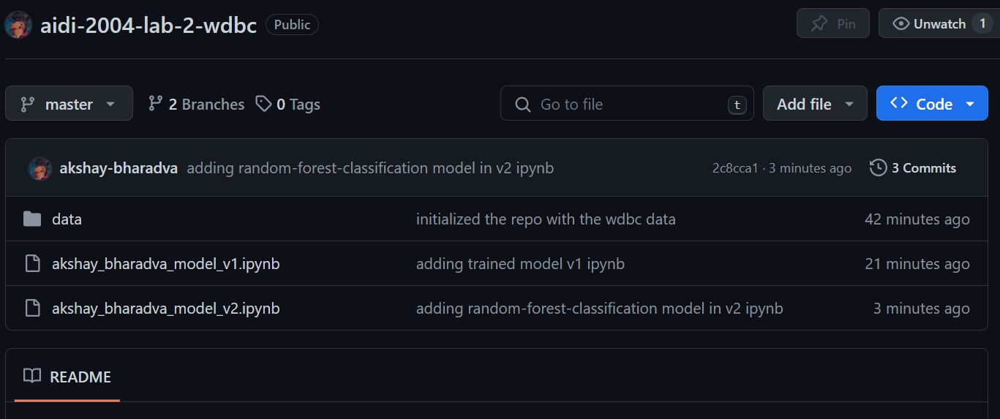 aidi-2004-lab-2-wdbc Public Pin Unwatch 1
master 2 Branches 0 Tags Go to file t Add file Code
akshay-bharadva adding random-forest-classification model in v2 ipynb 2c8cca1 · 3 minutes ago 3 Commits
data initialized the repo with the wdbc data 42 minutes ago
akshay_bharadva_model_v1.ipynb adding trained model v1 ipynb 21 minutes ago
akshay_bharadva_model_v2.ipynb adding random-forest-classification model in v2 ipynb 3 minutes ago
README